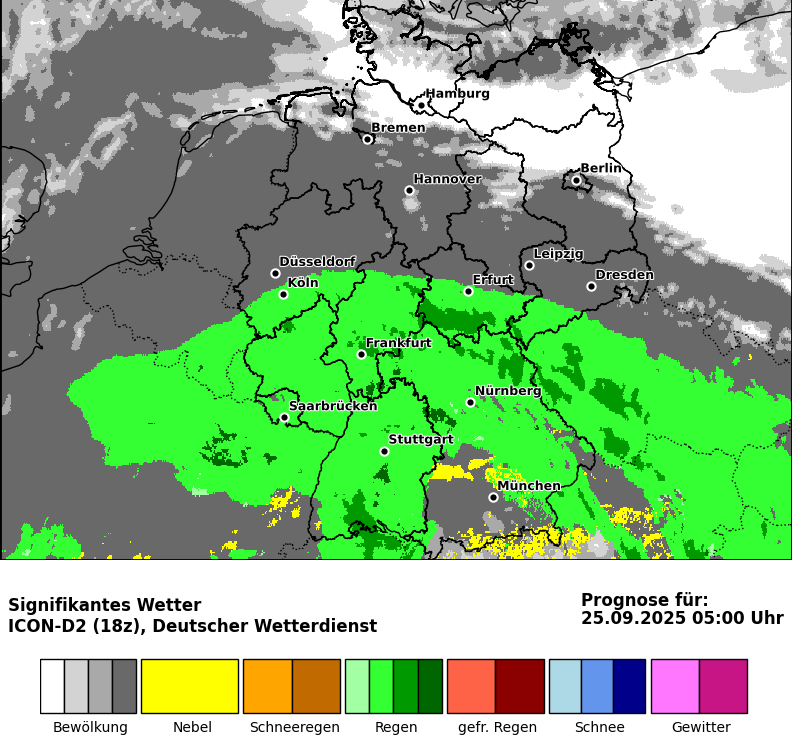 Hamburg
Bremen
Berlin
Hannover
Leipzig
Düsseldorf
Dresden
Köln
Erfurt
Frankfurt
Nürnberg
Saarbrücken
Stuttgart
München
Signifikantes Wetter
ICON-D2 (18z), Deutscher Wetterdienst
Prognose für:
25.09.2025 05:00 Uhr
Bewölkung
Nebel
Schneeregen
Regen
gefr. Regen
Schnee
Gewitter